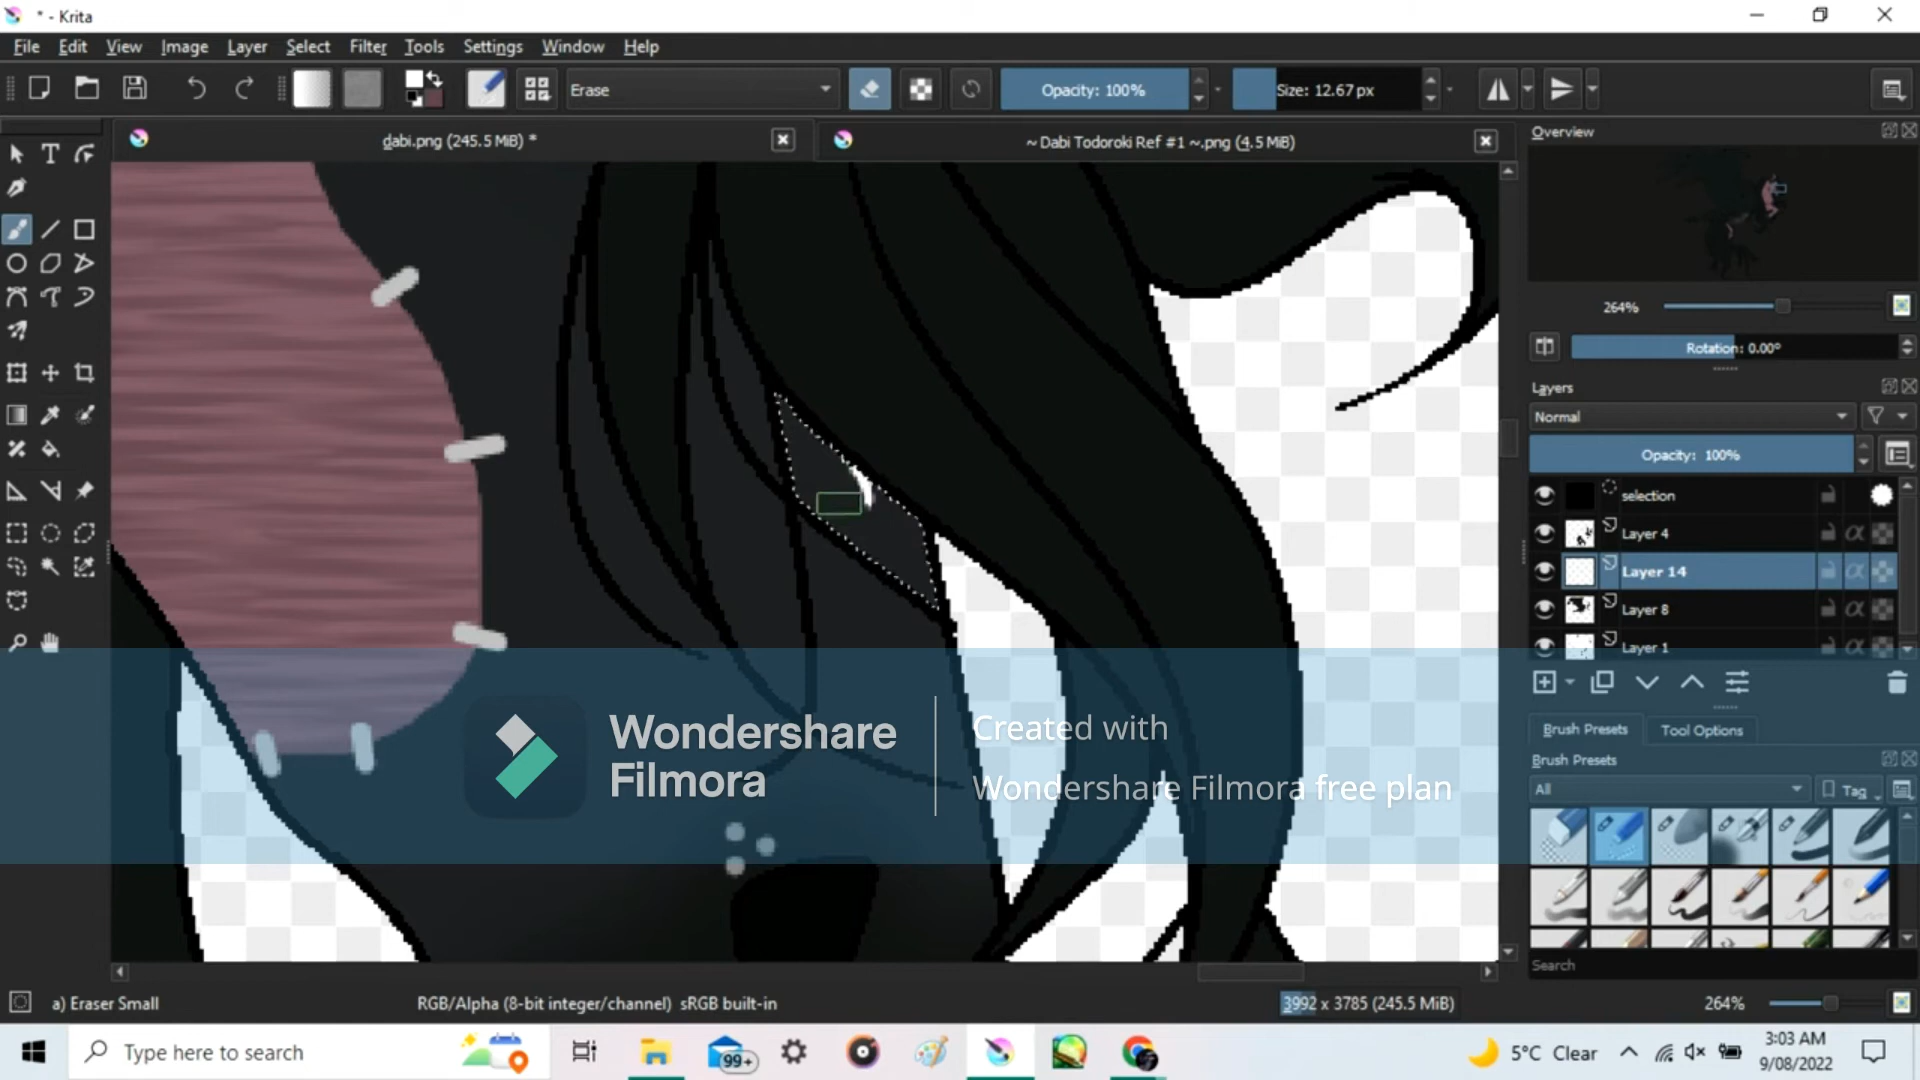 * - Krita
File Edit View Image Layer Select Filter Tools Settings Window Help
Erase
Opacity: 100%
Size: 12.67 px
dabi.png (245.5 MiB) *
~ Dabi Todoroki Ref #1 ~.png (4.5 MiB)
Overview
264%
Rotation: 0.00°
Layers
Normal
Opacity: 100%
selection
Layer 4
Layer 14
Layer 8
Layer 1
Wondershare
Filmora
Created with
Wondershare Filmora free plan
Brush Presets Tool Options
Brush Presets
All
Tag
Search
a) Eraser Small
RGB/Alpha (8-bit integer/channel) sRGB built-in
3992 x 3785 (245.5 MiB)
264%
Type here to search
99+
5°C Clear
3:03 AM
9/08/2022